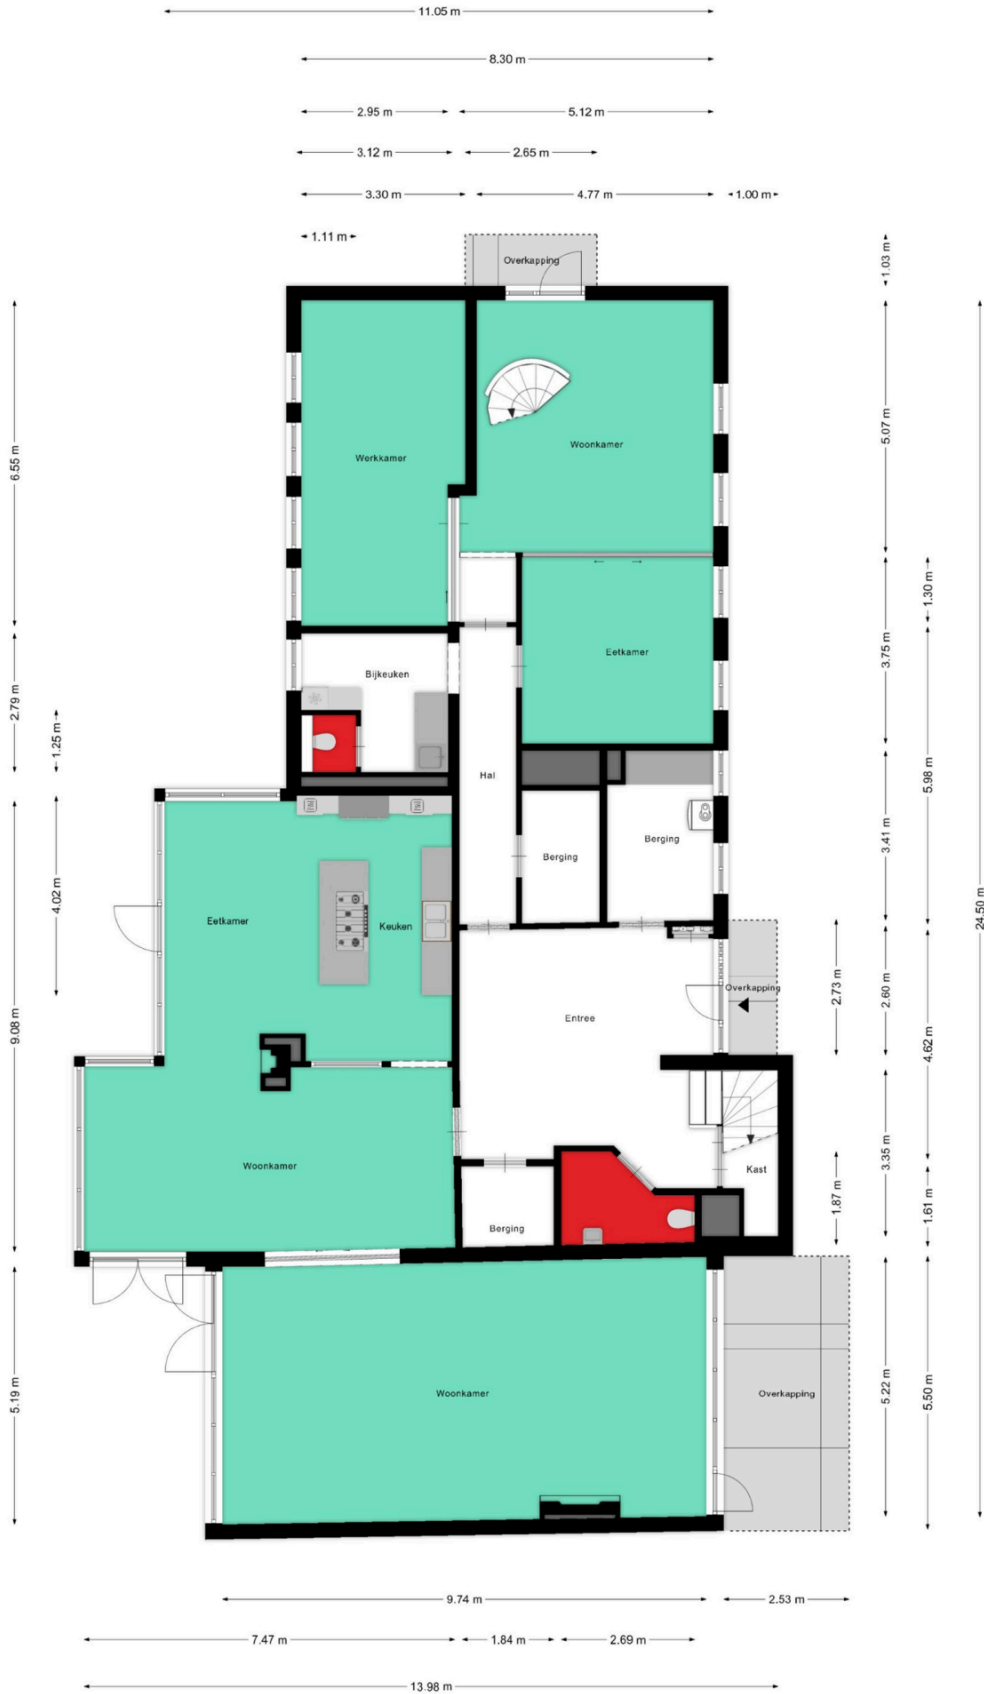 11.05 m
8.30 m
2.95 m
5.12 m
3.12 m
2.65 m
3.30 m
4.77 m
1.00 m
1.11 m
Overkapping
1.03 m
6.55 m
5.07 m
24.50 m
Woonkamer
Werkkamer
1.30 m
3.75 m
Eetkamer
Bijkeuken
2.79 m
1.25 m
5.98 m
Hal
3.41 m
Berging
Berging
4.02 m
Eetkamer
Keuken
9.08 m
2.73 m
2.60 m
Overkapping
Entree
4.62 m
3.35 m
Woonkamer
Kast
1.87 m
1.61 m
Berging
5.19 m
Woonkamer
Overkapping
5.22 m
5.50 m
9.74 m
2.53 m
7.47 m
1.84 m
2.69 m
13.98 m